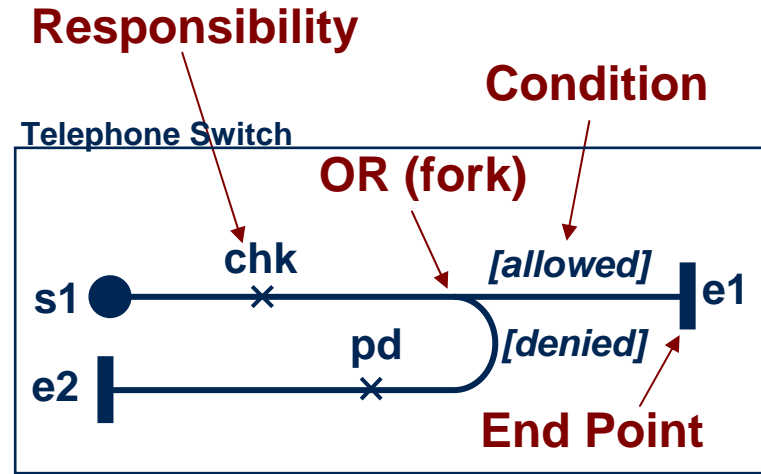 Responsibility
Condition
Telephone Switch
OR (fork)
chk
[allowed]
s1
e1
pd
[denied]
e2
End Point